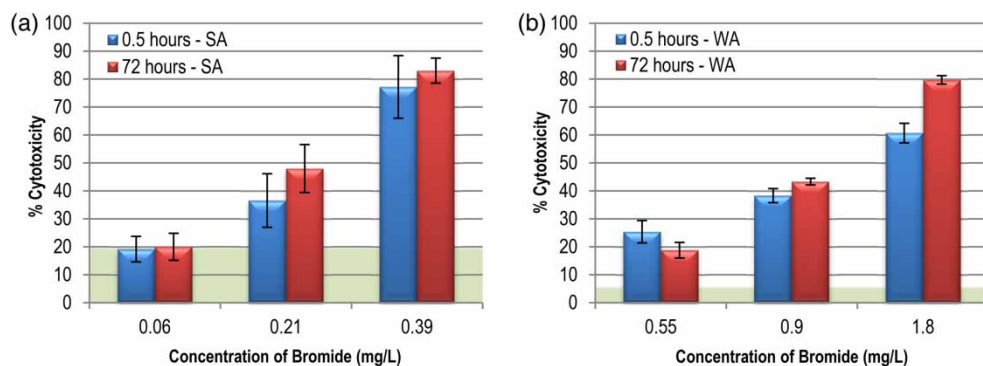 (a)
100
90
80
70
60
50
40
30
20
10
0
% Cytotoxicity
0.5 hours - SA
72 hours - SA
0.06 0.21 0.39
Concentration of Bromide (mg/L)
(b)
100
90
80
70
60
50
40
30
20
10
0
% Cytotoxicity
0.5 hours - WA
72 hours - WA
0.55 0.9 1.8
Concentration of Bromide (mg/L)